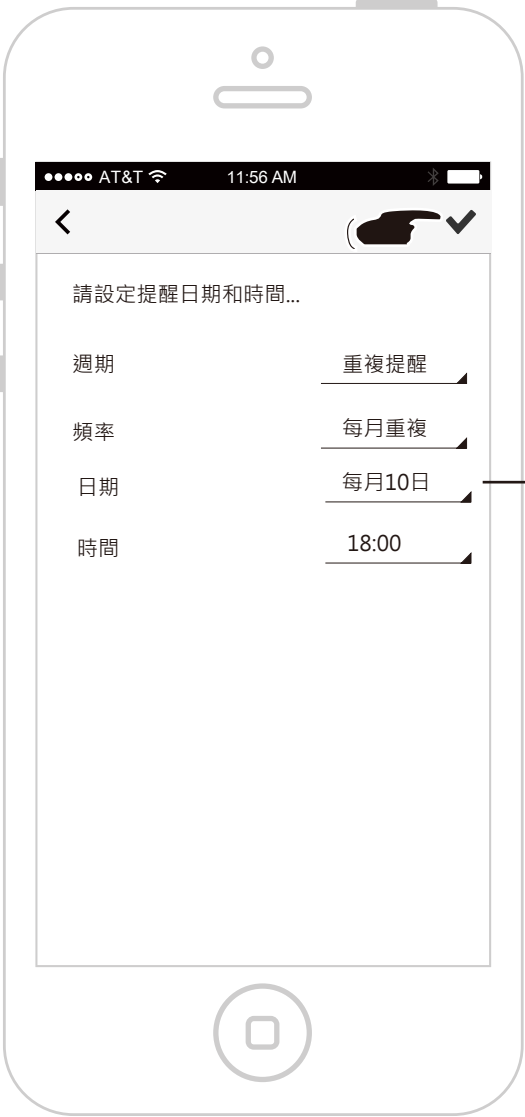 AT&T 11:56 AM
請設定提醒日期和時間...
週期 重複提醒
頻率 每月重複
日期 每月10日
時間 18:00